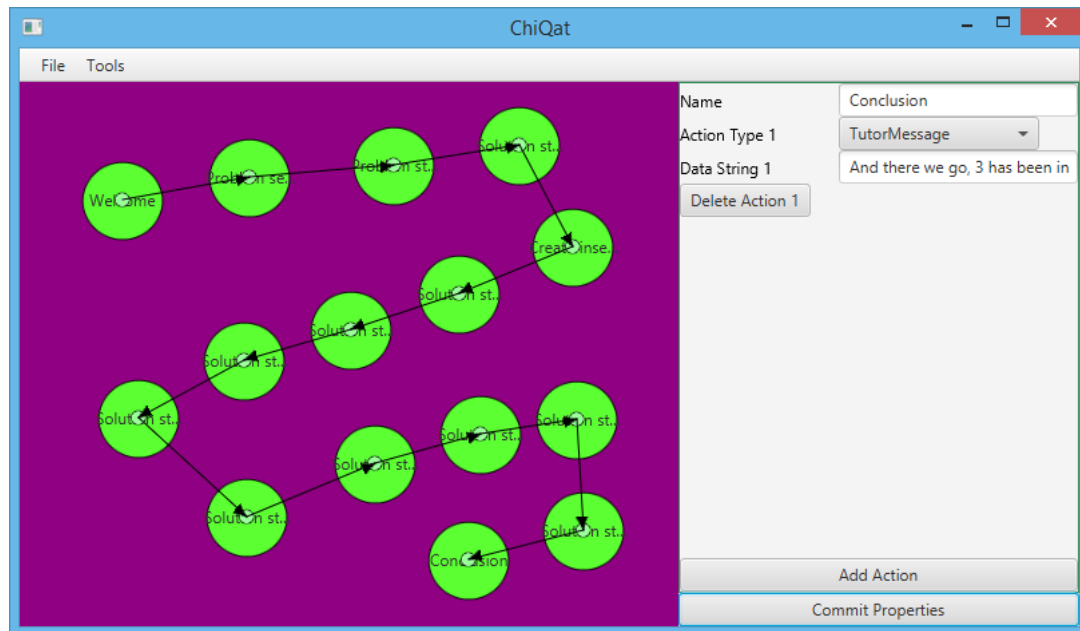 ChiQat
File Tools
Name Conclusion
Action Type 1 TutorMessage
Data String 1 And there we go, 3 has been in
Delete Action 1
Welcome
Problem se..
Problem st..
Solution st..
Create inse..
Solution st..
Solution st..
Solution st..
Solution st..
Solution st..
Solution st..
Solution st..
Solution st..
Solution st..
Conclusion
Add Action
Commit Properties